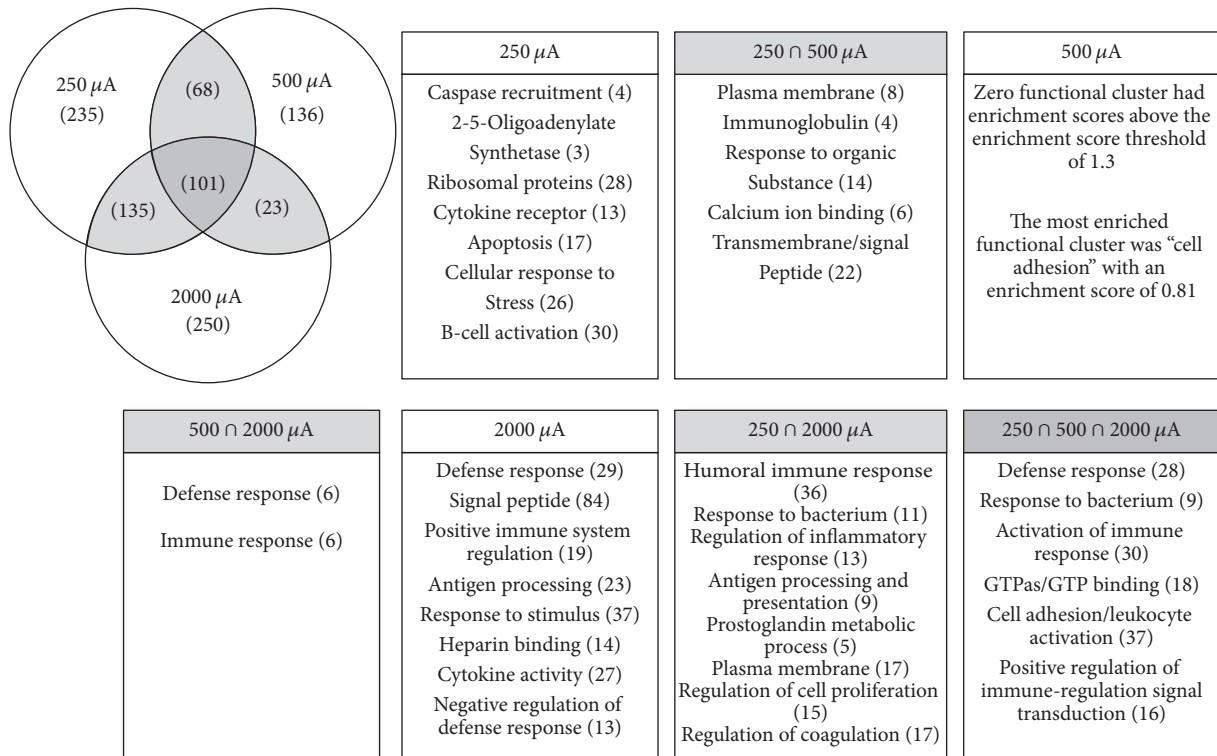 250 μA
(235)
(68)
500 μA
(136)
(101)
(135)
(23)
2000 μA
(250)
250 μA
Caspase recruitment (4)
2-5-Oligoadenylate
Synthetase (3)
Ribosomal proteins (28)
Cytokine receptor (13)
Apoptosis (17)
Cellular response to
Stress (26)
B-cell activation (30)
250 ∩ 500 μA
Plasma membrane (8)
Immunoglobulin (4)
Response to organic
Substance (14)
Calcium ion binding (6)
Transmembrane/signal
Peptide (22)
500 μA
Zero functional cluster had
enrichment scores above the
enrichment score threshold
of 1.3
The most enriched
functional cluster was “cell
adhesion” with an
enrichment score of 0.81
500 ∩ 2000 μA
Defense response (6)
Immune response (6)
2000 μA
Defense response (29)
Signal peptide (84)
Positive immune system
regulation (19)
Antigen processing (23)
Response to stimulus (37)
Heparin binding (14)
Cytokine activity (27)
Negative regulation of
defense response (13)
250 ∩ 2000 μA
Humoral immune response
(36)
Response to bacterium (11)
Regulation of inflammatory
response (13)
Antigen processing and
presentation (9)
Prostoglandin metabolic
process (5)
Plasma membrane (17)
Regulation of cell proliferation
(15)
Regulation of coagulation (17)
250 ∩ 500 ∩ 2000 μA
Defense response (28)
Response to bacterium (9)
Activation of immune
response (30)
GTPas/GTP binding (18)
Cell adhesion/leukocyte
activation (37)
Positive regulation of
immune-regulation signal
transduction (16)